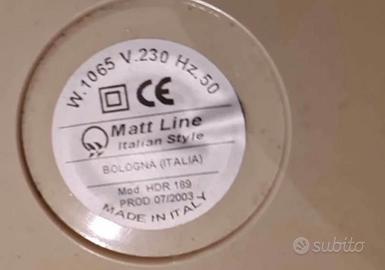 W.1065 V.230 Hz.50
CE
Matt Line
Italian Style
BOLOGNA (ITALIA)
Mod. HDR 189
PROD 07/2003
MADE IN ITALY
subito